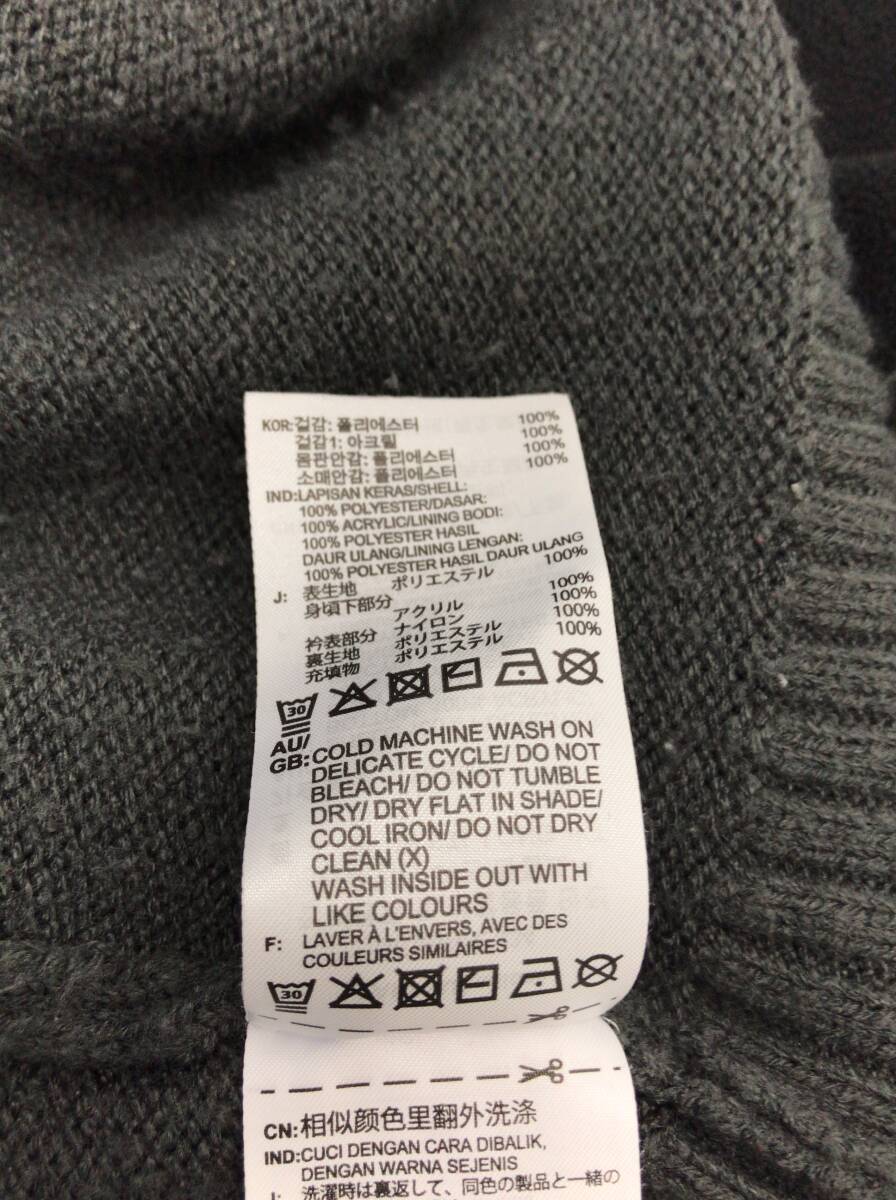 KOR:겉감: 폴리에스터 100%
겉감1: 아크릴 100%
몸판안감: 폴리에스터 100%
소매안감: 폴리에스터 100%
IND:LAPISAN KERAS/SHELL:
100% POLYESTER/DASAR:
100% ACRYLIC/LINING BODI:
100% POLYESTER HASIL
DAUR ULANG/LINING LENGAN:
100% POLYESTER HASIL DAUR ULANG
J: 表生地 ポリエステル 100%
身頃下部分
アクリル 100%
衿表部分 ナイロン 100%
裏生地 ポリエステル 100%
充填物 ポリエステル 100%
30
AU/
GB:COLD MACHINE WASH ON
DELICATE CYCLE/ DO NOT
BLEACH/ DO NOT TUMBLE
DRY/ DRY FLAT IN SHADE/
COOL IRON/ DO NOT DRY
CLEAN (X)
WASH INSIDE OUT WITH
LIKE COLOURS
F: LAVER À L'ENVERS, AVEC DES
COULEURS SIMILAIRES
30
CN:相似颜色里翻外洗涤
IND:CUCI DENGAN CARA DIBALIK,
DENGAN WARNA SEJENIS
J: 洗濯時は裏返して、同色の製品と一緒の